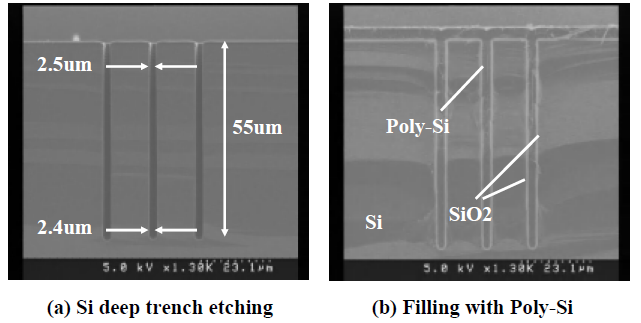 2.5um
55um
2.4um
5.0 kV x1.30K 23.1μm
Poly-Si
SiO2
Si
5.0 kV x1.30K 23.1μm
(a) Si deep trench etching
(b) Filling with Poly-Si